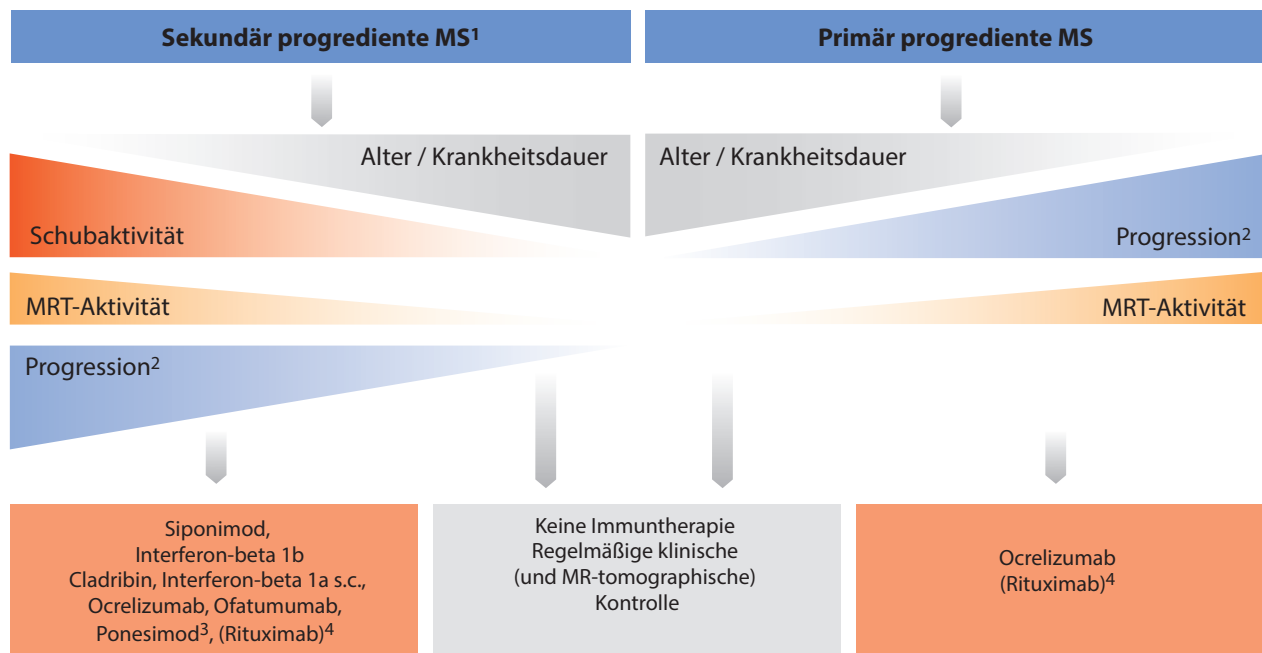 Sekundär progrediente MS¹
Primär progrediente MS
Alter / Krankheitsdauer
Alter / Krankheitsdauer
Schubaktivität
Progression²
MRT-Aktivität
MRT-Aktivität
Progression²
Siponimod,
Interferon-beta 1b
Cladribin, Interferon-beta 1a s.c.,
Ocrelizumab, Ofatumumab,
Ponesimod³, (Rituximab)⁴
Keine Immuntherapie
Regelmäßige klinische
(und MR-tomographische)
Kontrolle
Ocrelizumab
(Rituximab)⁴